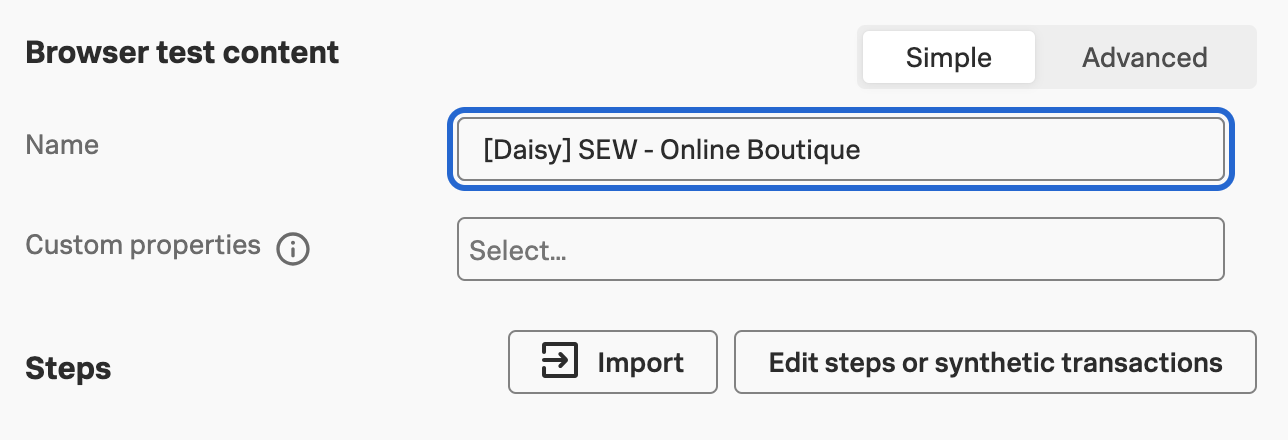 Browser test content
Simple
Advanced
Name
[Daisy] SEW - Online Boutique
Custom properties
Select...
Steps
Import
Edit steps or synthetic transactions